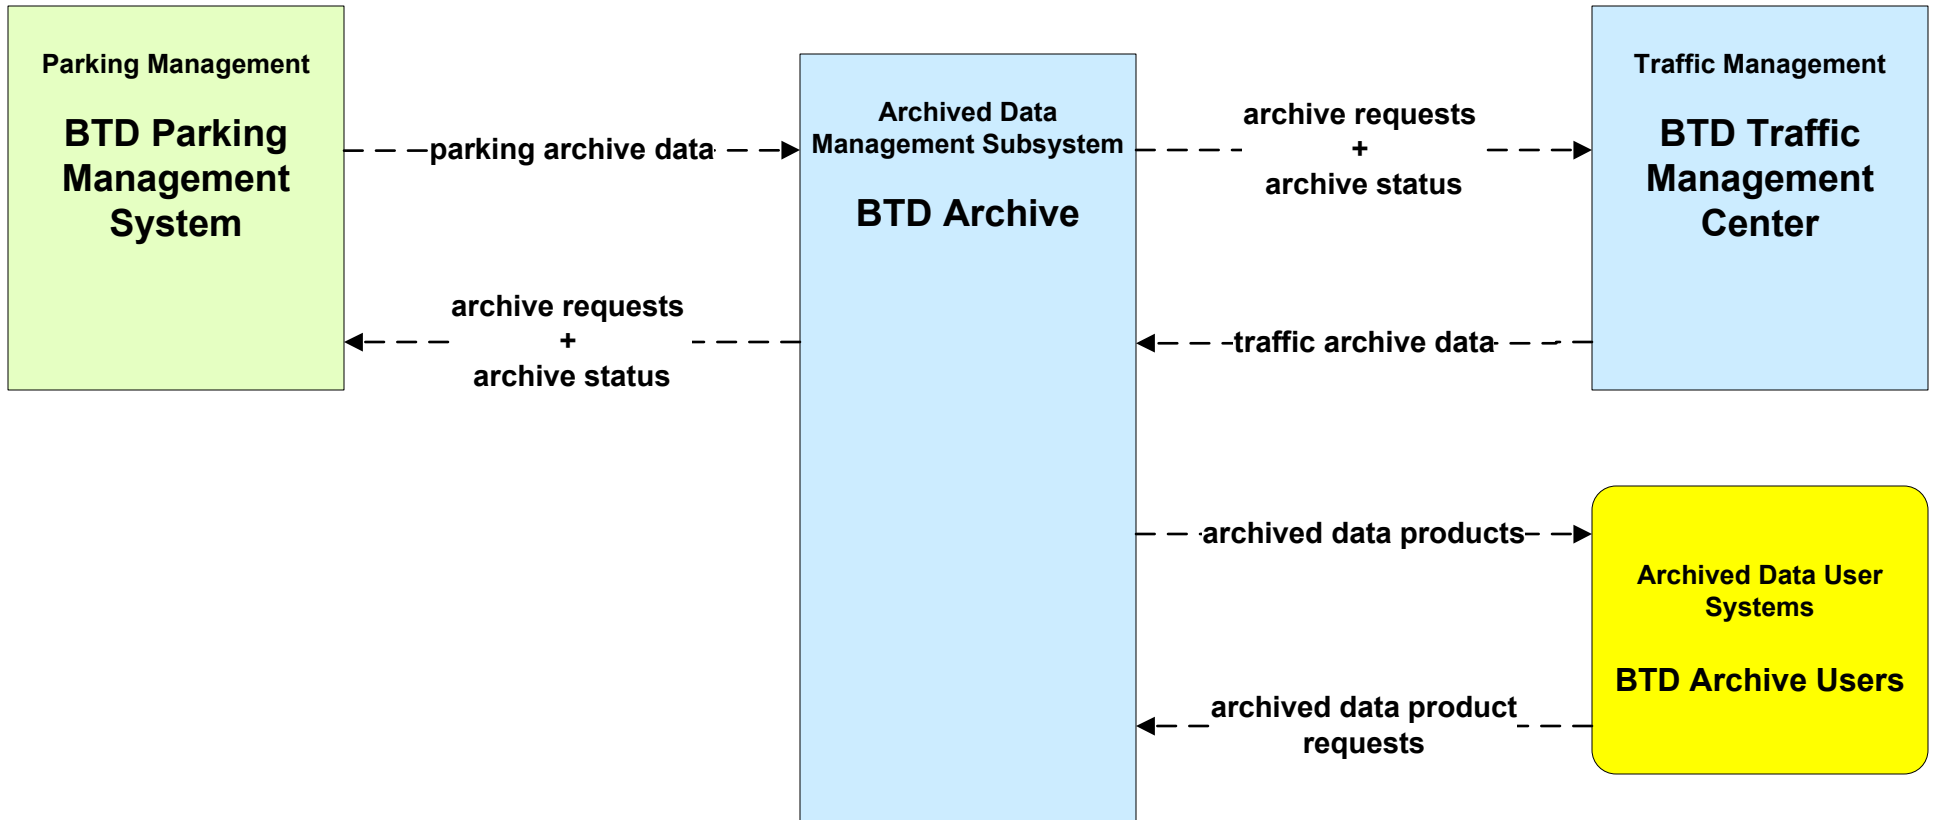 Parking Management
BTD Parking
Management
System
parking archive data
archive requests
+
archive status
Archived Data
Management Subsystem
BTD Archive
archive requests
+
archive status
traffic archive data
Traffic Management
BTD Traffic
Management
Center
archived data products
archived data product
requests
Archived Data User
Systems
BTD Archive Users